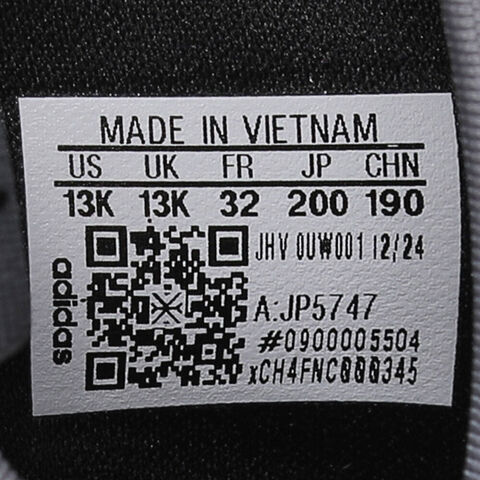 MADE IN VIETNAM
US UK FR JP CHN
13K 13K 32 200 190
JHV 0UW001 12/24
adidas
A:JP5747
#0900005504
xCH4FNC000345